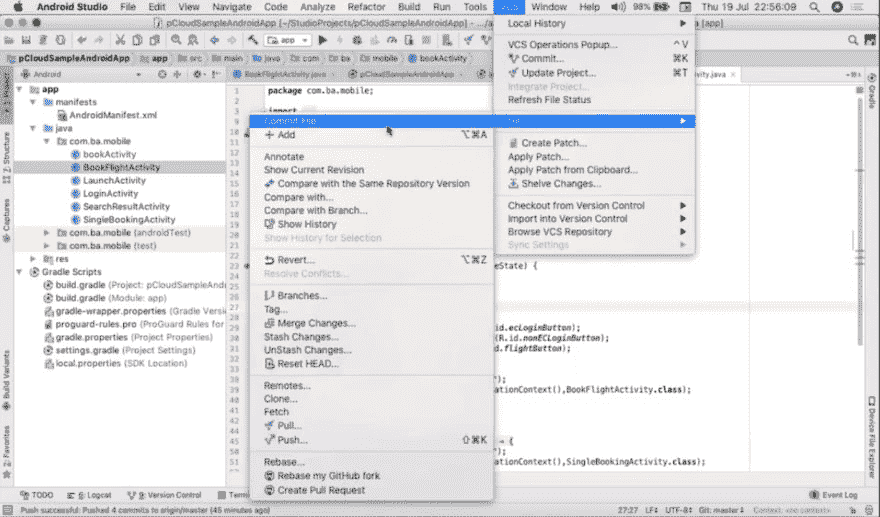 Android Studio File Edit View Navigate Code Analyze Refactor Build Run Tools Window Help 98% Thu 19 Jul 22:56:09
pCloudSampleAndroidApp [~/StudioProjects/pCloudSampleAndroidApp]
[app]
app
pCloudSampleAndroidApp app src main java com ba mobile bookActivity
Android
BookFlightActivity.java
pCloudSampleAndroidApp
app
1: Project
Z: Structure
Captures
Build Variants
2: Favorites
Gradle
Device File Explorer
app
manifests
AndroidManifest.xml
java
com.ba.mobile
bookActivity
BookFlightActivity
LaunchActivity
LoginActivity
SearchResultActivity
SingleBookingActivity
com.ba.mobile (androidTest)
com.ba.mobile (test)
res
Gradle Scripts
build.gradle (Project: pCloudSampleAnd
build.gradle (Module: app)
gradle-wrapper.properties (Gradle Versi
proguard-rules.pro (ProGuard Rules for
gradle.properties (Project Properties)
settings.gradle (Project Settings)
local.properties (SDK Location)
package com.ba.mobile;
import
eState) {
id.ecLoginButton);
(R.id.nonECLoginButton);
d.flightButton);
");
ationContext(),BookFlightActivity.class);
→ {
");
ationContext(),SingleBookingActivity.class);
Local History
VCS Operations Popup... ^V
Commit... ⌘K
Update Project... ⌘T
Integrate Project...
Refresh File Status
Git
Create Patch...
Apply Patch...
Apply Patch from Clipboard...
Shelve Changes...
Checkout from Version Control
Import into Version Control
Browse VCS Repository
Sync Settings
Commit File...
+ Add ⌥⌘A
Annotate
Show Current Revision
Compare with the Same Repository Version
Compare with...
Compare with Branch...
Show History
Show History for Selection
Revert... ⌥⌘Z
Resolve Conflicts...
Branches...
Tag...
Merge Changes...
Stash Changes...
UnStash Changes...
Reset HEAD...
Remotes...
Clone...
Fetch
Pull...
Push... ⇧⌘K
Rebase...
Rebase my GitHub fork
Create Pull Request
TODO 6: Logcat 9: Version Control Termi Event Log
Push successful: Pushed 4 commits to origin/master (45 minutes ago) 27:27 LF÷ UTF-8÷ Git: master÷ Context: <no context>